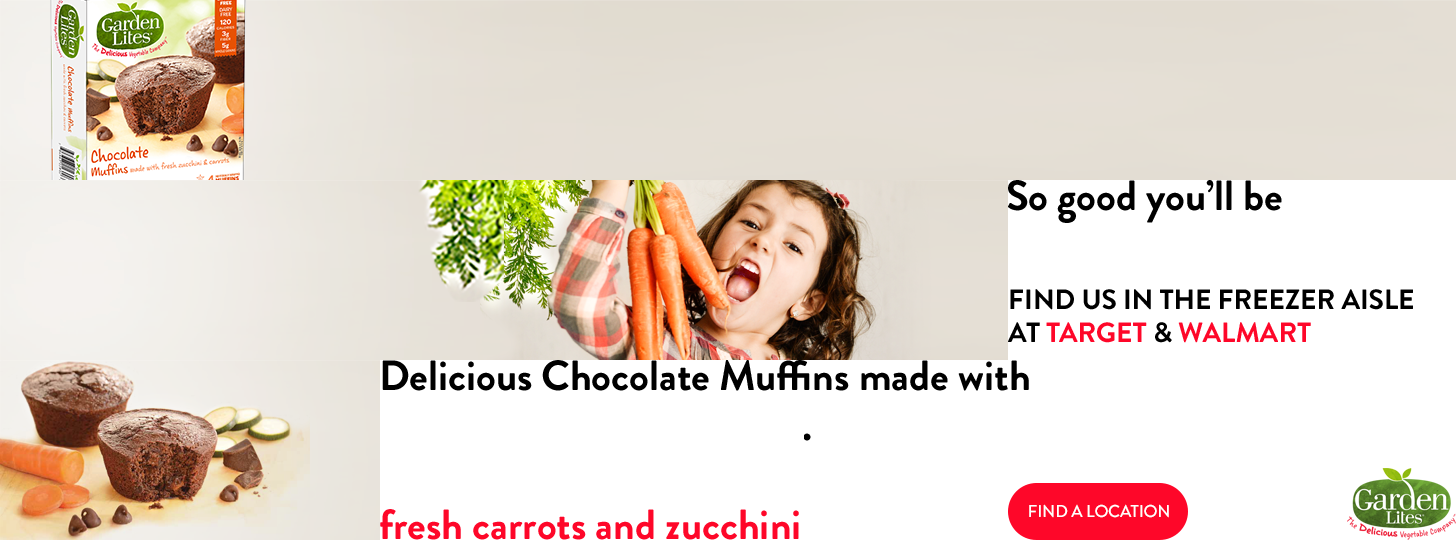 Garden
Lites
The Delicious Vegetable Company
FREE
DAIRY
FREE
120
CALORIES
3g
FIBER
5g
Chocolate Muffins
Chocolate
Muffins made with fresh zucchini & carrots
So good you'll be
FIND US IN THE FREEZER AISLE
AT TARGET & WALMART
Delicious Chocolate Muffins made with
.
fresh carrots and zucchini
FIND A LOCATION
Garden
Lites
The Delicious Vegetable Company